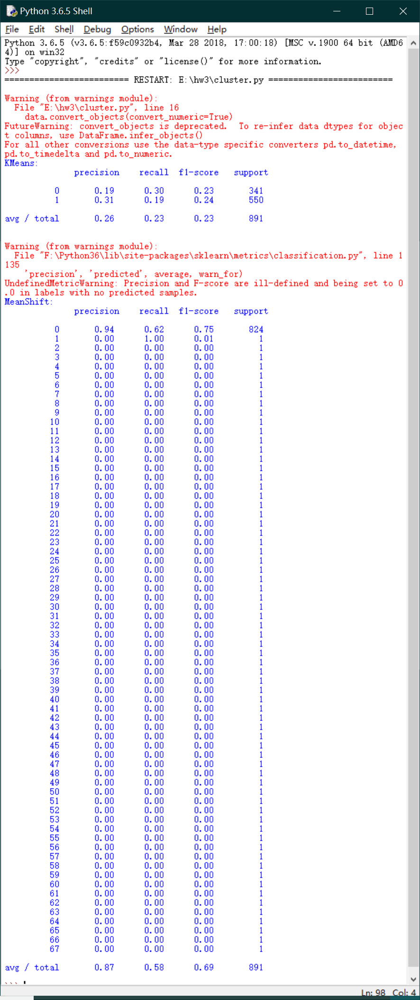 Python 3.6.5 Shell
File Edit Shell Debug Options Window Help
Python 3.6.5 (v3.6.5:f59c0932b4, Mar 28 2018, 17:00:18) [MSC v.1900 64 bit (AMD6
4)] on win32
Type "copyright", "credits" or "license()" for more information.
>>>
========================= RESTART: E:\hw3\cluster.py =========================
Warning (from warnings module):
File "E:\hw3\cluster.py", line 16
data.convert_objects(convert_numeric=True)
FutureWarning: convert_objects is deprecated. To re-infer data dtypes for objec
t columns, use DataFrame.infer_objects()
For all other conversions use the data-type specific converters pd.to_datetime,
pd.to_timedelta and pd.to_numeric.
KMeans:
precision recall f1-score support
0 0.19 0.30 0.23 341
1 0.31 0.19 0.24 550
avg / total 0.26 0.23 0.23 891
Warning (from warnings module):
File "F:\Python36\lib\site-packages\sklearn\metrics\classification.py", line 1
135
'precision', 'predicted', average, warn_for)
UndefinedMetricWarning: Precision and F-score are ill-defined and being set to 0
.0 in labels with no predicted samples.
MeanShift:
precision recall f1-score support
0 0.94 0.62 0.75 824
1 0.00 1.00 0.01 1
2 0.00 0.00 0.00 1
3 0.00 0.00 0.00 1
4 0.00 0.00 0.00 1
5 0.00 0.00 0.00 1
6 0.00 0.00 0.00 1
7 0.00 0.00 0.00 1
8 0.00 0.00 0.00 1
9 0.00 0.00 0.00 1
10 0.00 0.00 0.00 1
11 0.00 0.00 0.00 1
12 0.00 0.00 0.00 1
13 0.00 0.00 0.00 1
14 0.00 0.00 0.00 1
15 0.00 0.00 0.00 1
16 0.00 0.00 0.00 1
17 0.00 0.00 0.00 1
18 0.00 0.00 0.00 1
19 0.00 0.00 0.00 1
20 0.00 0.00 0.00 1
21 0.00 0.00 0.00 1
22 0.00 0.00 0.00 1
23 0.00 0.00 0.00 1
24 0.00 0.00 0.00 1
25 0.00 0.00 0.00 1
26 0.00 0.00 0.00 1
27 0.00 0.00 0.00 1
28 0.00 0.00 0.00 1
29 0.00 0.00 0.00 1
30 0.00 0.00 0.00 1
31 0.00 0.00 0.00 1
32 0.00 0.00 0.00 1
33 0.00 0.00 0.00 1
34 0.00 0.00 0.00 1
35 0.00 0.00 0.00 1
36 0.00 0.00 0.00 1
37 0.00 0.00 0.00 1
38 0.00 0.00 0.00 1
39 0.00 0.00 0.00 1
40 0.00 0.00 0.00 1
41 0.00 0.00 0.00 1
42 0.00 0.00 0.00 1
43 0.00 0.00 0.00 1
44 0.00 0.00 0.00 1
45 0.00 0.00 0.00 1
46 0.00 0.00 0.00 1
47 0.00 0.00 0.00 1
48 0.00 0.00 0.00 1
49 0.00 0.00 0.00 1
50 0.00 0.00 0.00 1
51 0.00 0.00 0.00 1
52 0.00 0.00 0.00 1
53 0.00 0.00 0.00 1
54 0.00 0.00 0.00 1
55 0.00 0.00 0.00 1
56 0.00 0.00 0.00 1
57 0.00 0.00 0.00 1
58 0.00 0.00 0.00 1
59 0.00 0.00 0.00 1
60 0.00 0.00 0.00 1
61 0.00 0.00 0.00 1
62 0.00 0.00 0.00 1
63 0.00 0.00 0.00 1
64 0.00 0.00 0.00 1
65 0.00 0.00 0.00 1
66 0.00 0.00 0.00 1
67 0.00 0.00 0.00 1
avg / total 0.87 0.58 0.69 891
Ln: 98 Col: 4